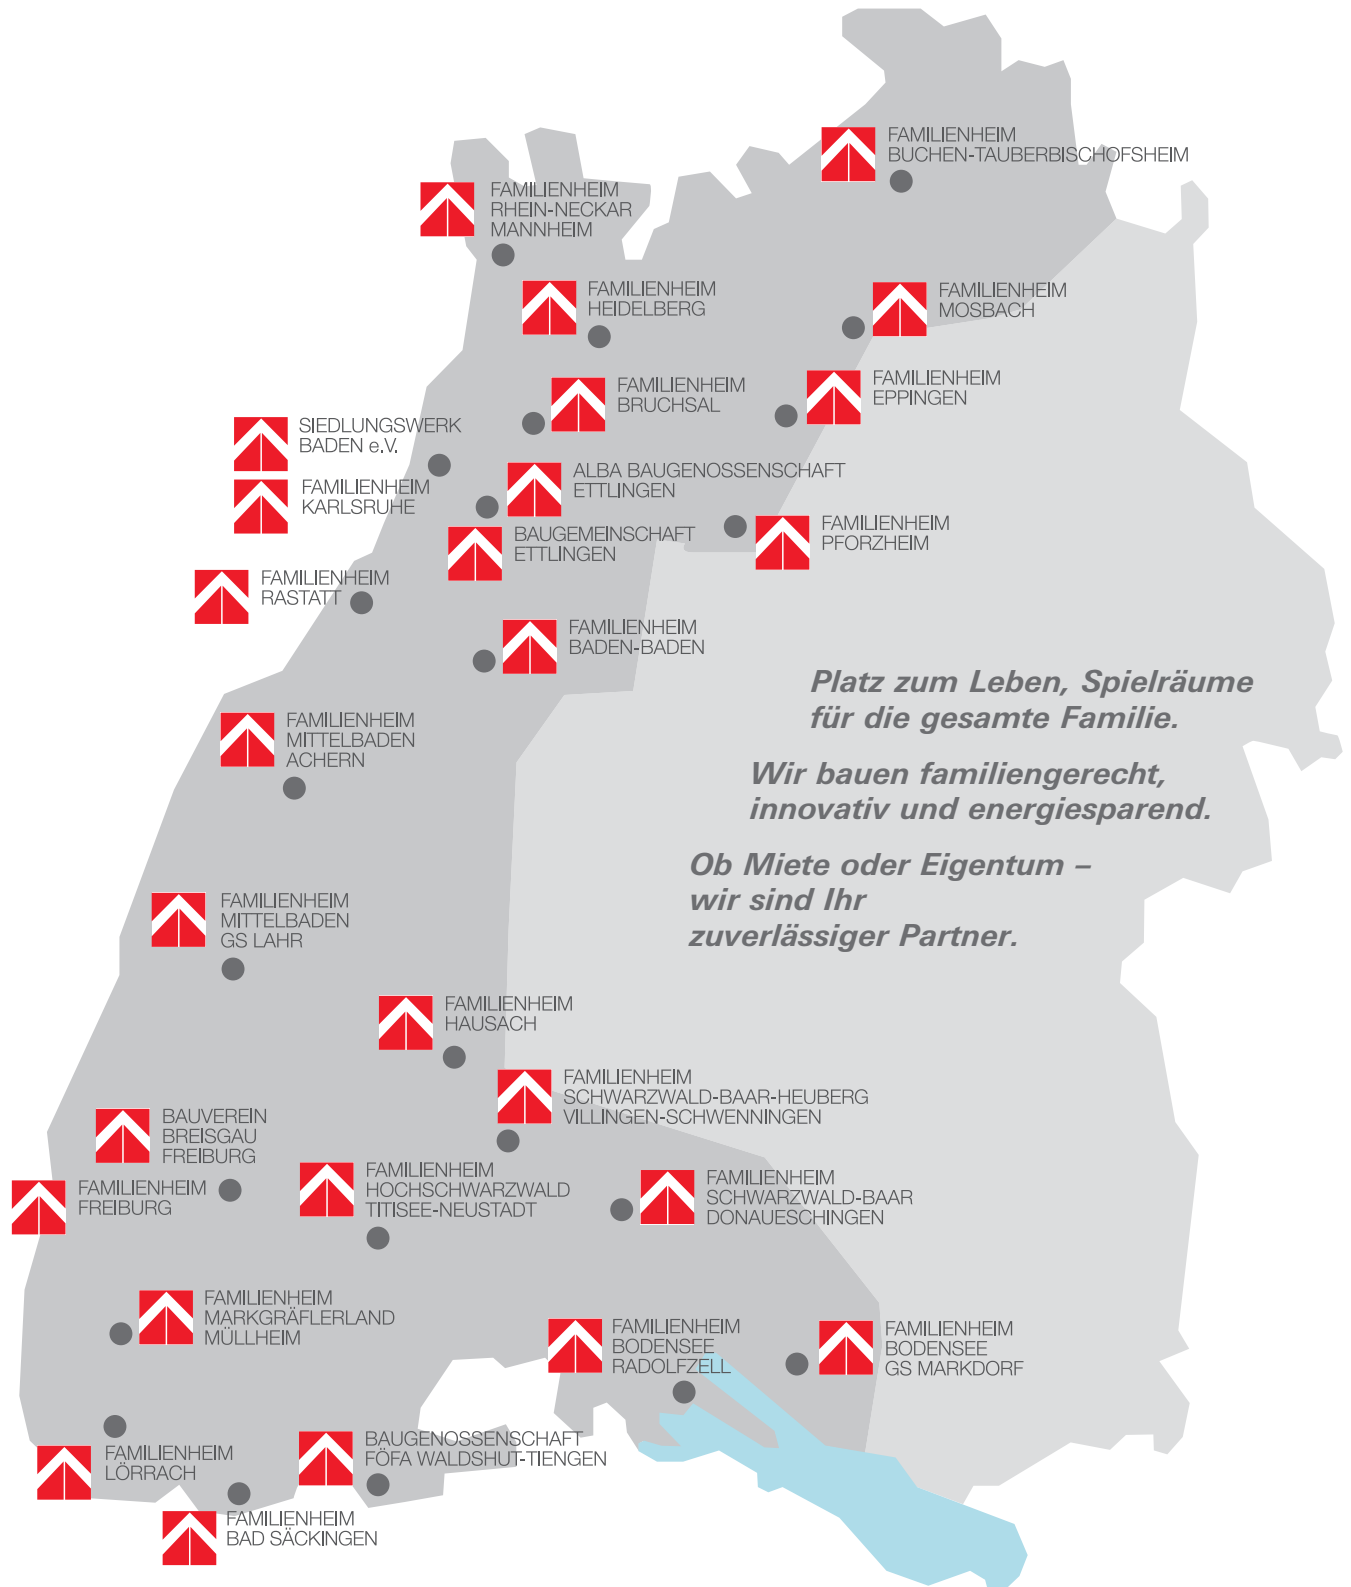 FAMILIENHEIM
BUCHEN-TAUBERBISCHOFSHEIM
FAMILIENHEIM
RHEIN-NECKAR
MANNHEIM
FAMILIENHEIM
HEIDELBERG
FAMILIENHEIM
MOSBACH
FAMILIENHEIM
BRUCHSAL
FAMILIENHEIM
EPPINGEN
SIEDLUNGSWERK
BADEN e.V.
FAMILIENHEIM
KARLSRUHE
ALBA BAUGENOSSENSCHAFT
ETTLINGEN
BAUGEMEINSCHAFT
ETTLINGEN
FAMILIENHEIM
PFORZHEIM
FAMILIENHEIM
RASTATT
FAMILIENHEIM
BADEN-BADEN
Platz zum Leben, Spielräume
für die gesamte Familie.
Wir bauen familiengerecht,
innovativ und energiesparend.
Ob Miete oder Eigentum –
wir sind Ihr
zuverlässiger Partner.
FAMILIENHEIM
MITTELBADEN
ACHERN
FAMILIENHEIM
MITTELBADEN
GS LAHR
FAMILIENHEIM
HAUSACH
FAMILIENHEIM
SCHWARZWALD-BAAR-HEUBERG
VILLINGEN-SCHWENNINGEN
BAUVEREIN
BREISGAU
FREIBURG
FAMILIENHEIM
FREIBURG
FAMILIENHEIM
HOCHSCHWARZWALD
TITISEE-NEUSTADT
FAMILIENHEIM
SCHWARZWALD-BAAR
DONAUESCHINGEN
FAMILIENHEIM
MARKGRÄFLERLAND
MÜLLHEIM
FAMILIENHEIM
BODENSEE
RADOLFZELL
FAMILIENHEIM
BODENSEE
GS MARKDORF
FAMILIENHEIM
LÖRRACH
BAUGENOSSENSCHAFT
FÖFA WALDSHUT-TIENGEN
FAMILIENHEIM
BAD SÄCKINGEN